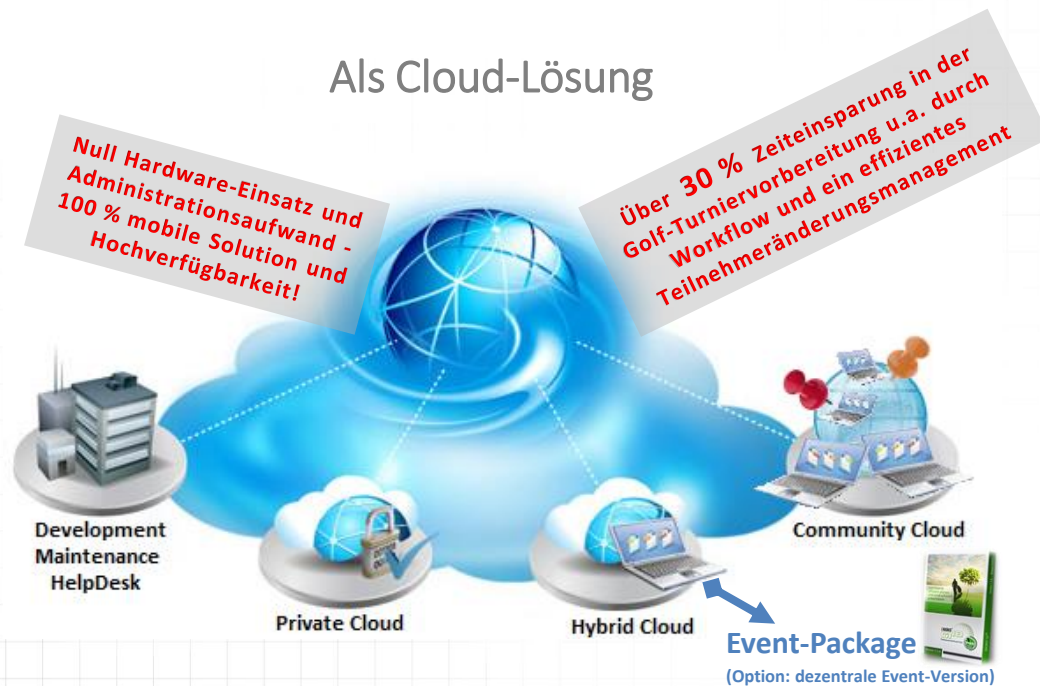 Als Cloud-Lösung
Null Hardware-Einsatz und
Administrationsaufwand -
100 % mobile Solution und
Hochverfügbarkeit!
Über 30 % Zeiteinsparung in der
Golf-Turniervorbereitung u.a. durch
Workflow und ein effizientes
Teilnehmeränderungsmanagement
Development
Maintenance
HelpDesk
Private Cloud
Hybrid Cloud
Community Cloud
Event-Package
(Option: dezentrale Event-Version)